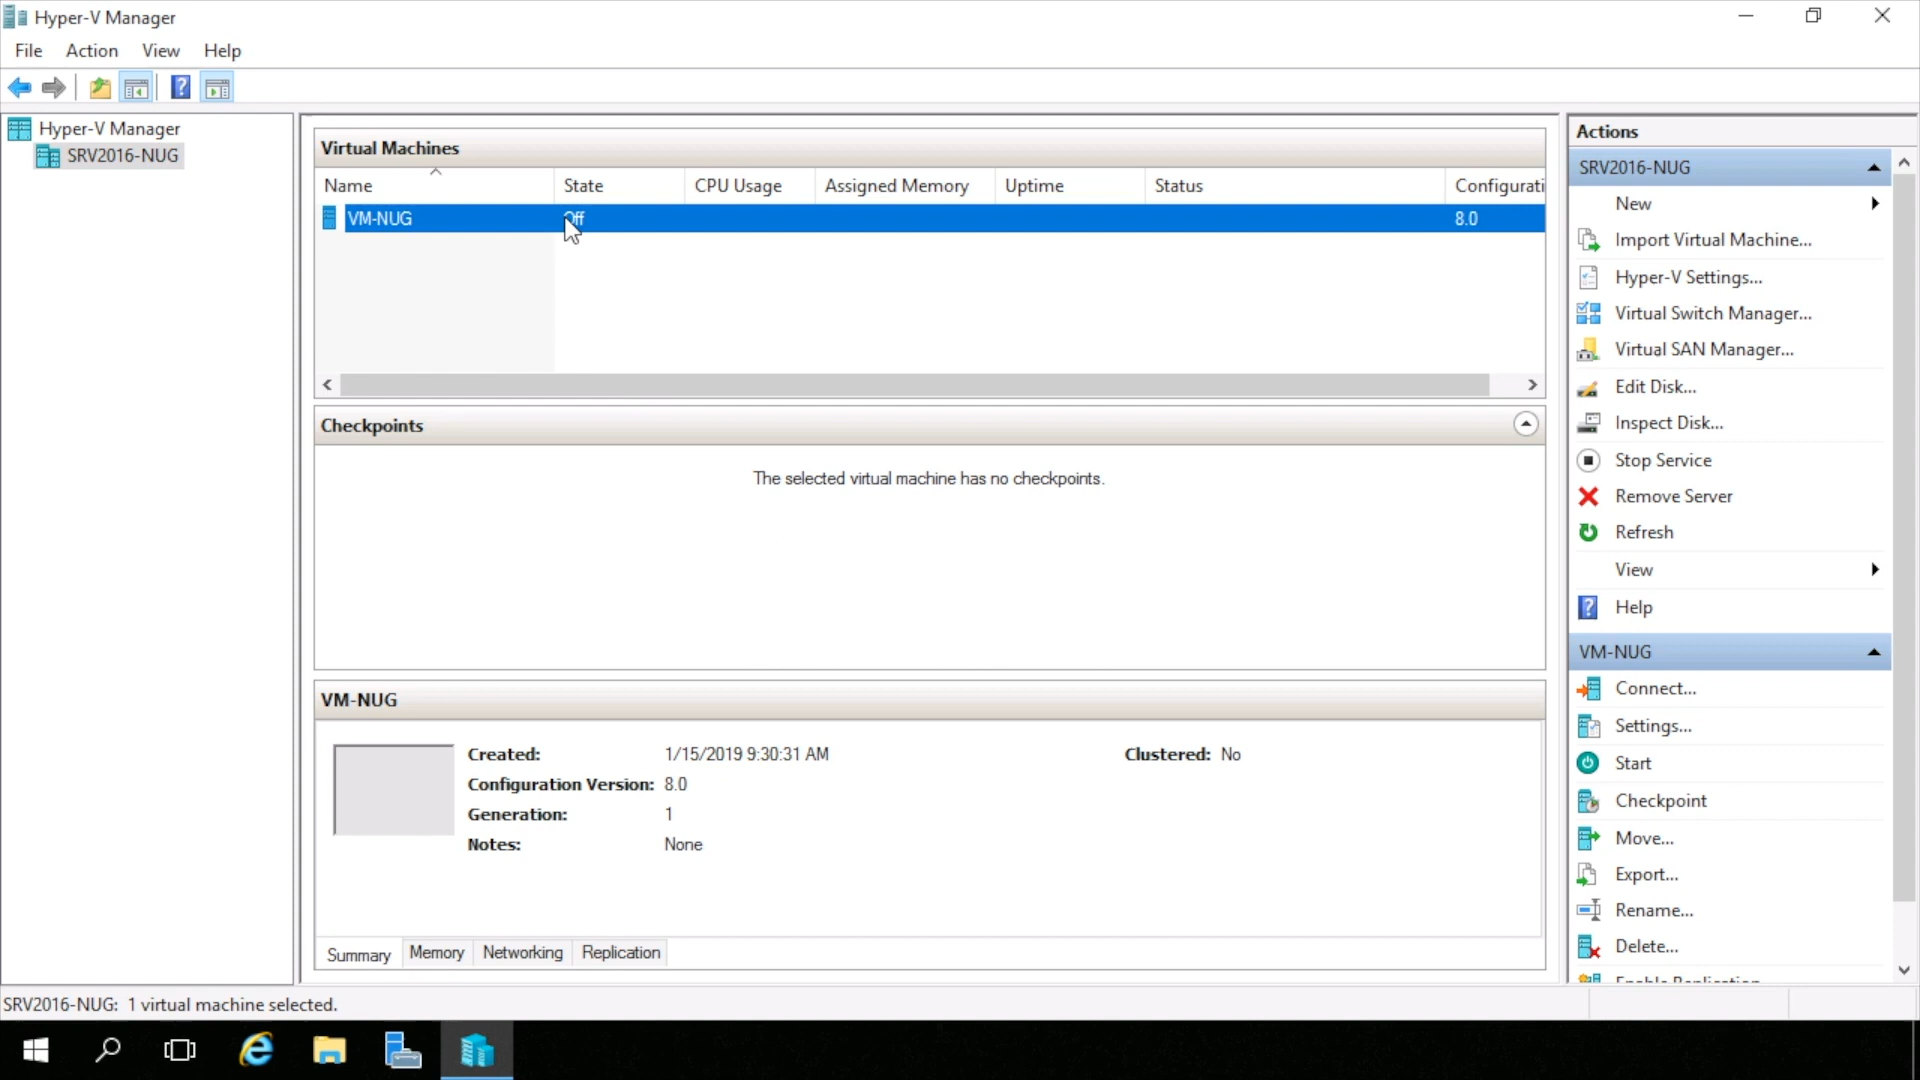 Hyper-V Manager
File Action View Help
Hyper-V Manager
SRV2016-NUG
Virtual Machines
Name State CPU Usage Assigned Memory Uptime Status Configurati
VM-NUG Off 8.0
Checkpoints
The selected virtual machine has no checkpoints.
VM-NUG
Created: 1/15/2019 9:30:31 AM Clustered: No
Configuration Version: 8.0
Generation: 1
Notes: None
Summary Memory Networking Replication
Actions
SRV2016-NUG
New
Import Virtual Machine...
Hyper-V Settings...
Virtual Switch Manager...
Virtual SAN Manager...
Edit Disk...
Inspect Disk...
Stop Service
Remove Server
Refresh
View
Help
VM-NUG
Connect...
Settings...
Start
Checkpoint
Move...
Export...
Rename...
Delete...
Enable Replication
SRV2016-NUG: 1 virtual machine selected.